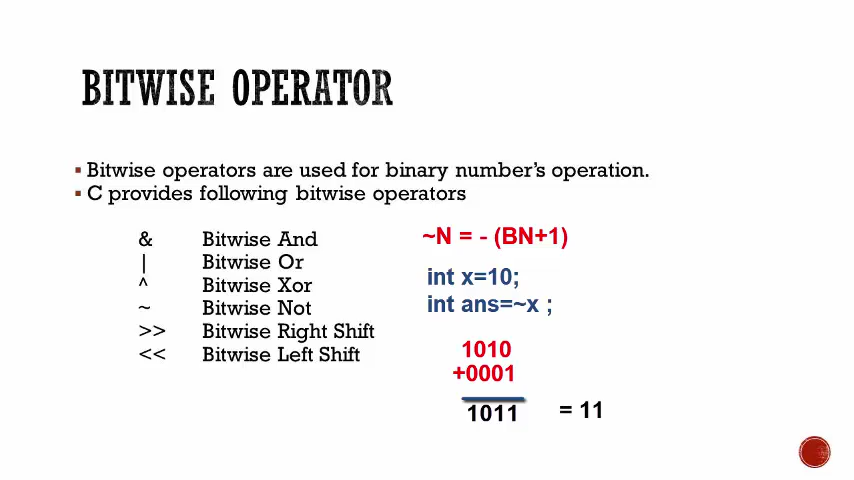 BITWISE OPERATOR
▪ Bitwise operators are used for binary number's operation.
▪ C provides following bitwise operators
& Bitwise And
| Bitwise Or
^ Bitwise Xor
~ Bitwise Not
>> Bitwise Right Shift
<< Bitwise Left Shift
~N = - (BN+1)
int x=10;
int ans=~x ;
1010
+0001
1011 = 11